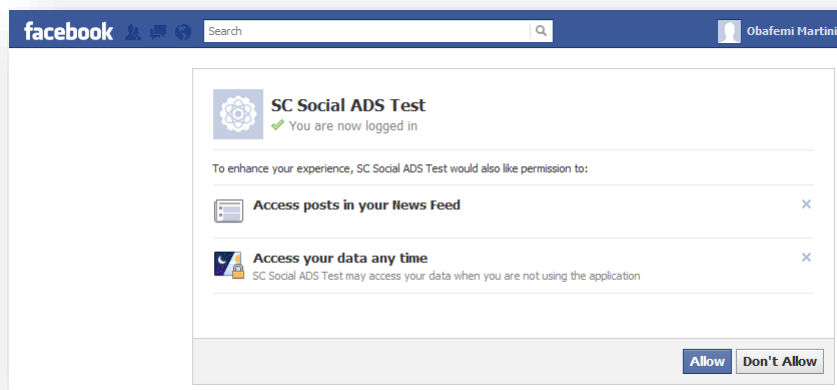 facebook Search Obafemi Martini
SC Social ADS Test
You are now logged in
To enhance your experience, SC Social ADS Test would also like permission to:
Access posts in your News Feed
Access your data any time
SC Social ADS Test may access your data when you are not using the application
Allow Don't Allow